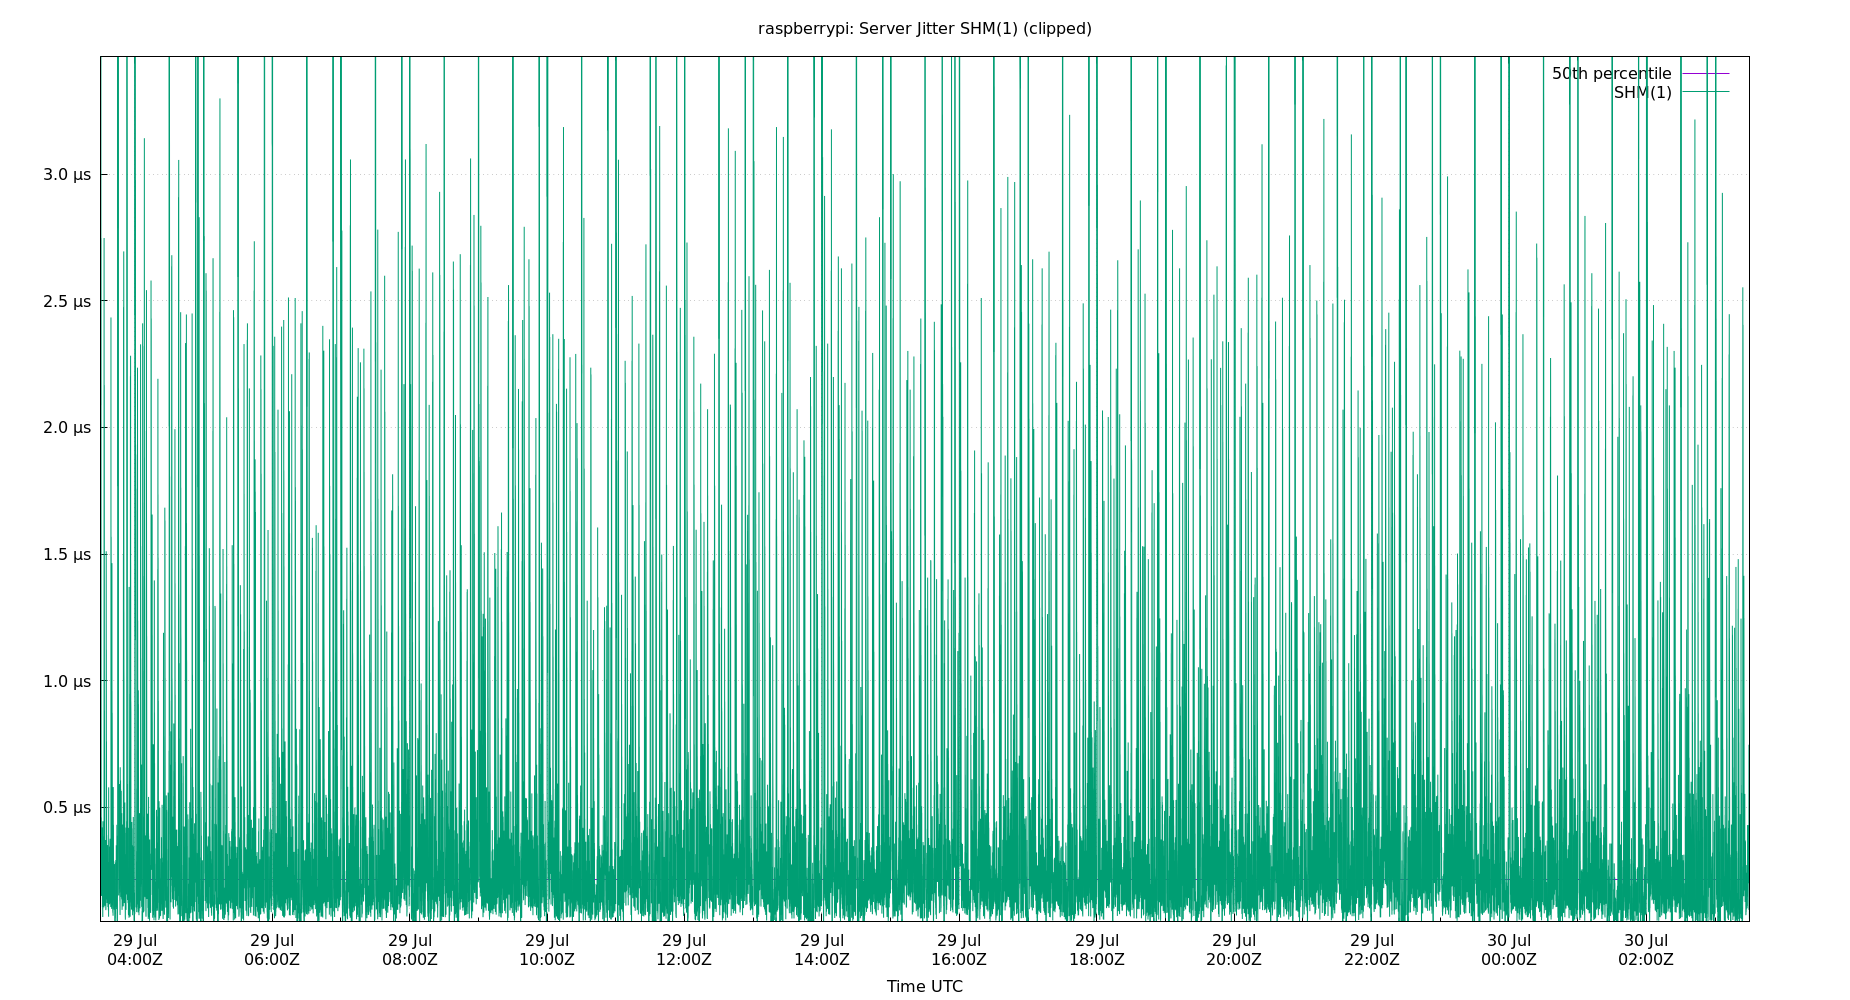 raspberrypi: Server Jitter SHM(1) (clipped)
50th percentile
SHM(1)
3.0 µs
2.5 µs
2.0 µs
1.5 µs
1.0 µs
0.5 µs
29 Jul 29 Jul 29 Jul 29 Jul 29 Jul 29 Jul 29 Jul 29 Jul 29 Jul 29 Jul 30 Jul 30 Jul
04:00Z 06:00Z 08:00Z 10:00Z 12:00Z 14:00Z 16:00Z 18:00Z 20:00Z 22:00Z 00:00Z 02:00Z
Time UTC